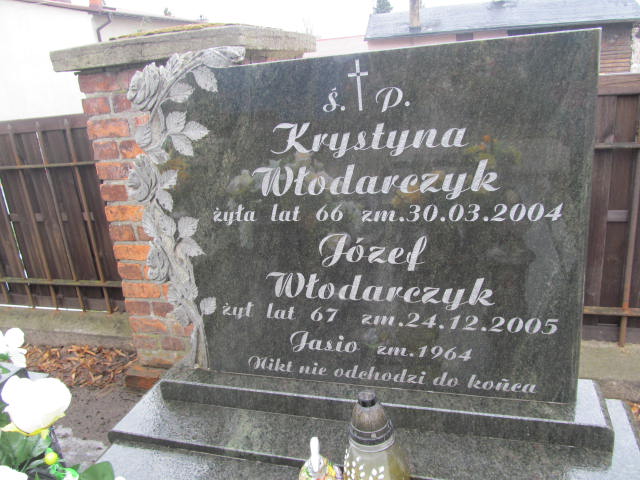 Ś. P.
Krystyna
Włodarczyk
żyła lat 66 zm.30.03.2004
Józef
Włodarczyk
żył lat 67 zm.24.12.2005
Jasio zm.1964
Nikt nie odchodzi do końca